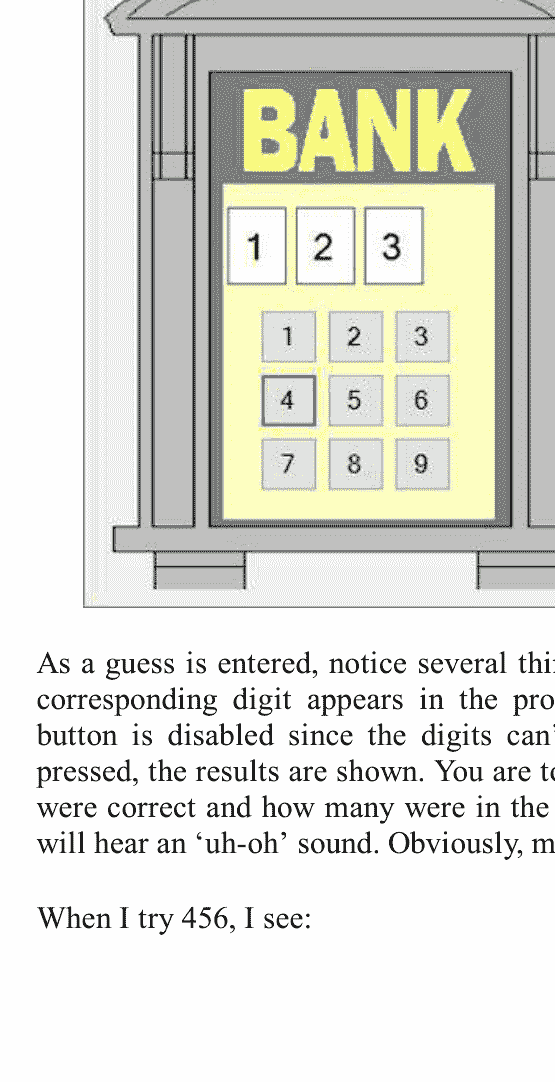 BANK
1 2 3
1 2 3
4 5 6
7 8 9
As a guess is entered, notice several
corresponding digit appears in the
button is disabled since the digits can’
pressed, the results are shown. You are
were correct and how many were in the
will hear an ‘uh-oh’ sound. Obviously,
When I try 456, I see: